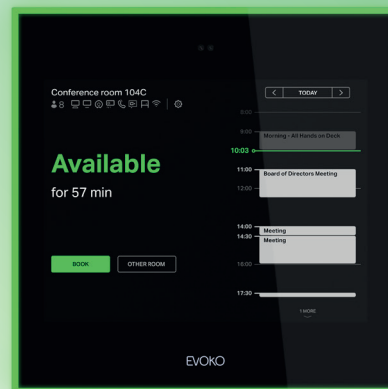 Conference room 104C
8
Available
for 57 min
BOOK
OTHER ROOM
< TODAY >
8:00
9:00
Morning - All Hands on Deck
10:03
11:00
Board of Directors Meeting
12:00
14:00
Meeting
14:30
Meeting
16:00
17:30
1 MORE
EVOKO